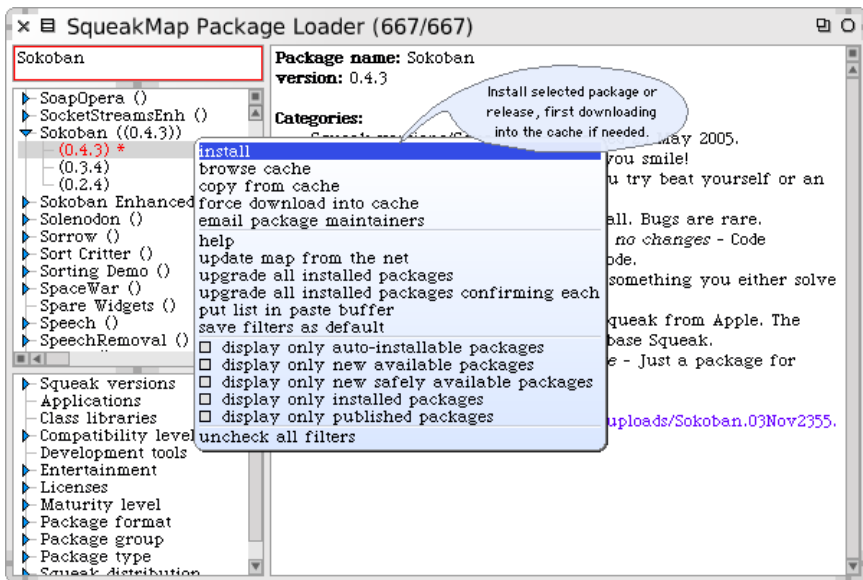 SqueakMap Package Loader (667/667)
Sokoban
SoapOpera ()
SocketStreamsEnh ()
Sokoban ((0.4.3))
(0.4.3) *
(0.3.4)
(0.2.4)
Sokoban Enhanced
Solenodon ()
Sorrow ()
Sort Critter ()
Sorting Demo ()
SpaceWar ()
Spare Widgets ()
Speech ()
SpeechRemoval ()
Squeak versions
Applications
Class libraries
Compatibility level
Development tools
Entertainment
Licenses
Maturity level
Package format
Package group
Package type
Squeak distribution
Package name: Sokoban
version: 0.4.3
Categories:
May 2005.
you smile!
u try beat yourself or an
all. Bugs are rare.
no changes - Code
ode.
something you either solve
queak from Apple. The
base Squeak.
e - Just a package for
uploads/Sokoban.03Nov2355.
Install selected package or
release, first downloading
into the cache if needed.
install
browse cache
copy from cache
force download into cache
email package maintainers
help
update map from the net
upgrade all installed packages
upgrade all installed packages confirming each
put list in paste buffer
save filters as default
display only auto-installable packages
display only new available packages
display only new safely available packages
display only installed packages
display only published packages
uncheck all filters